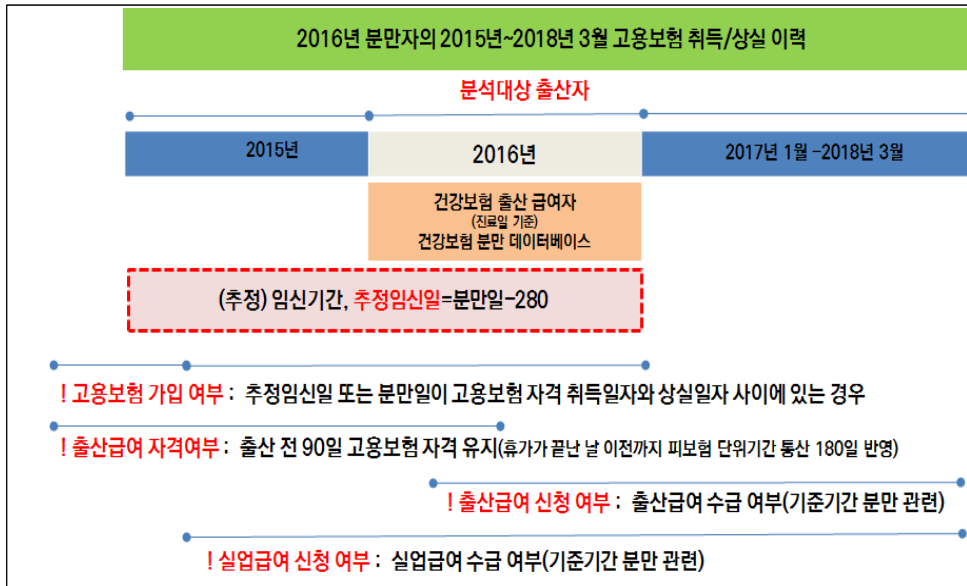 2016년 분만자의 2015년~2018년 3월 고용보험 취득/상실 이력
분석대상 출산자
2015년
2016년
2017년 1월 –2018년 3월
건강보험 출산 급여자
(진료일 기준)
건강보험 분만 데이터베이스
(추정) 임신기간, 추정임신일=분만일-280
! 고용보험 가입 여부 : 추정임신일 또는 분만일이 고용보험 자격 취득일자와 상실일자 사이에 있는 경우
! 출산급여 자격여부 : 출산 전 90일 고용보험 자격 유지(휴가가 끝난 날 이전까지 피보험 단위기간 통산 180일 반영)
! 출산급여 신청 여부 : 출산급여 수급 여부(기준기간 분만 관련)
! 실업급여 신청 여부 : 실업급여 수급 여부(기준기간 분만 관련)